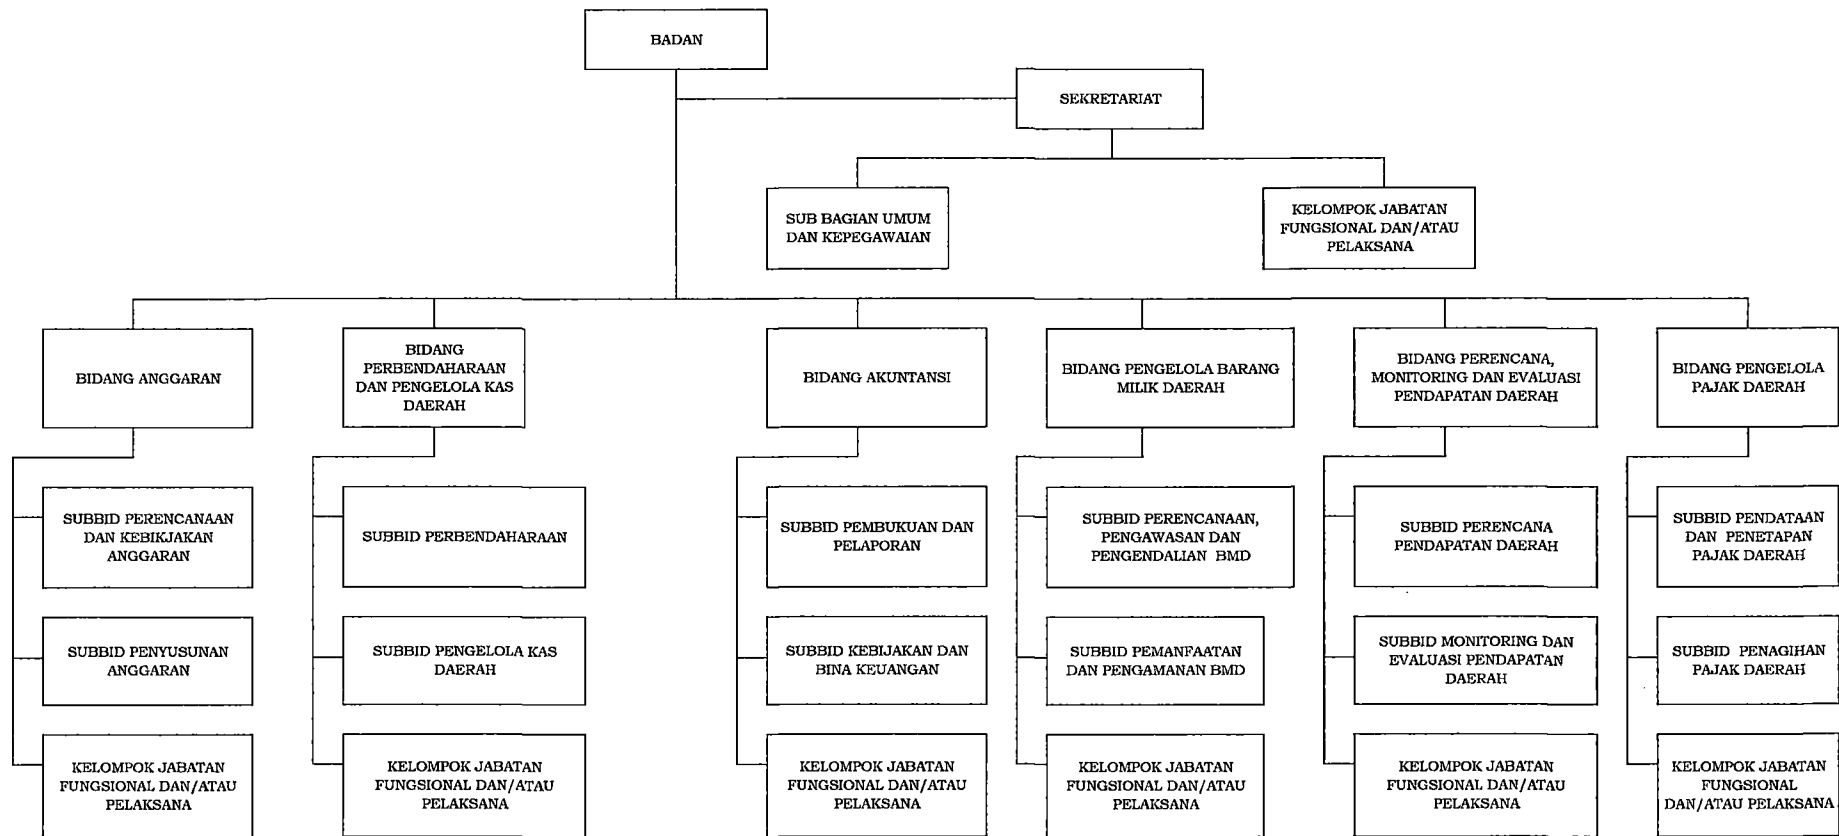 BADAN
SEKRETARIAT
SUB BAGIAN UMUM
DAN KEPEGAWAIAN
KELOMPOK JABATAN
FUNGSIONAL DAN/ATAU
PELAKSANA
BIDANG ANGGARAN
BIDANG
PERBENDAHARAAN
DAN PENGELOLA KAS
DAERAH
BIDANG AKUNTANSI
BIDANG PENGELOLA BARANG
MILIK DAERAH
BIDANG PERENCANA,
MONITORING DAN EVALUASI
PENDAPATAN DAERAH
BIDANG PENGELOLA
PAJAK DAERAH
SUBBID PERENCANAAN
DAN KEBIKJAKAN
ANGGARAN
SUBBID PERBENDAHARAAN
SUBBID PEMBUKUAN DAN
PELAPORAN
SUBBID PERENCANAAN,
PENGAWASAN DAN
PENGENDALIAN BMD
SUBBID PERENCANA
PENDAPATAN DAERAH
SUBBID PENDATAAN
DAN PENETAPAN
PAJAK DAERAH
SUBBID PENYUSUNAN
ANGGARAN
SUBBID PENGELOLA KAS
DAERAH
SUBBID KEBIJAKAN DAN
BINA KEUANGAN
SUBBID PEMANFAATAN
DAN PENGAMANAN BMD
SUBBID MONITORING DAN
EVALUASI PENDAPATAN
DAERAH
SUBBID PENAGIHAN
PAJAK DAERAH
KELOMPOK JABATAN
FUNGSIONAL DAN/ATAU
PELAKSANA
KELOMPOK JABATAN
FUNGSIONAL DAN/ATAU
PELAKSANA
KELOMPOK JABATAN
FUNGSIONAL DAN/ATAU
PELAKSANA
KELOMPOK JABATAN
FUNGSIONAL DAN/ATAU
PELAKSANA
KELOMPOK JABATAN
FUNGSIONAL DAN/ATAU
PELAKSANA
KELOMPOK JABATAN
FUNGSIONAL
DAN/ATAU PELAKSANA